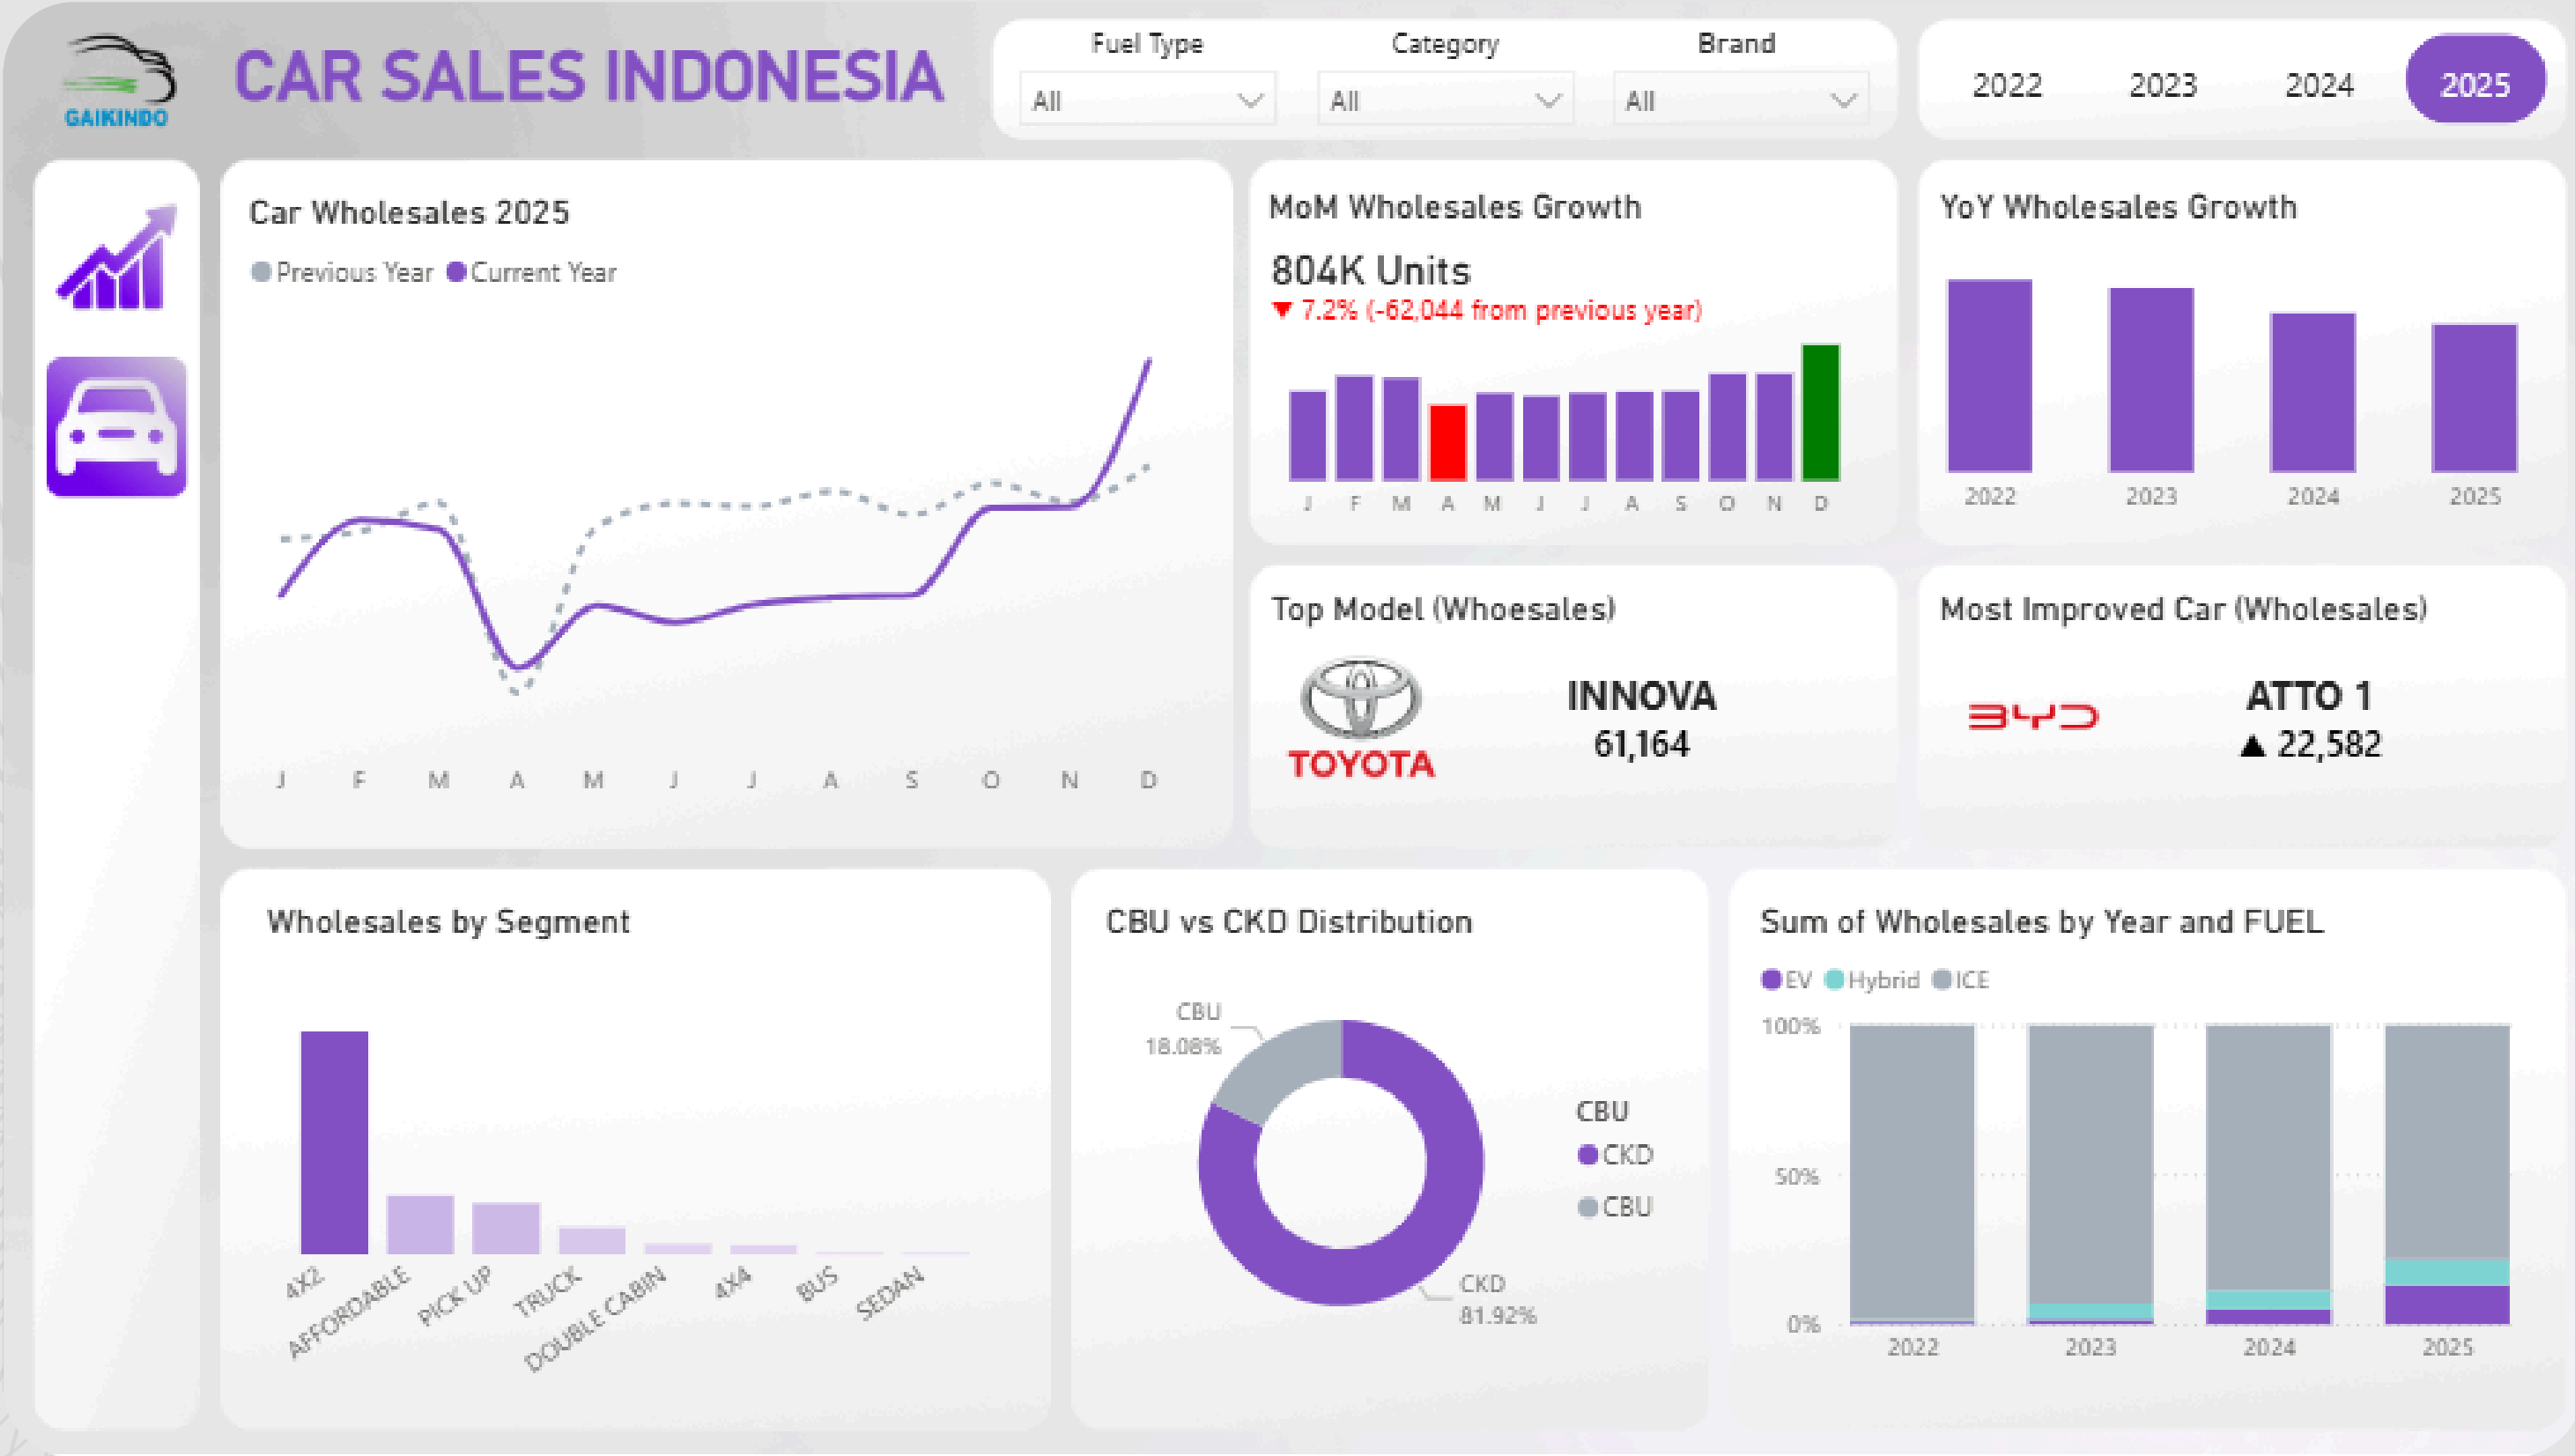 GAIKINDO
CAR SALES INDONESIA
Fuel Type
All
Category
All
Brand
All
2022 2023 2024 2025
Car Wholesales 2025
Previous Year Current Year
J F M A M J J A S O N D
MoM Wholesales Growth
804K Units
▼ 7.2% (-62,044 from previous year)
J F M A M J J A S O N D
YoY Wholesales Growth
2022 2023 2024 2025
Top Model (Whoesales)
TOYOTA
INNOVA
61,164
Most Improved Car (Wholesales)
BYD
ATTO 1
▲ 22,582
Wholesales by Segment
4X2
AFFORDABLE
PICK UP
TRUCK
DOUBLE CABIN
4X4
BUS
SEDAN
CBU vs CKD Distribution
CBU
18.08%
CKD
81.92%
CBU
CKD
CBU
Sum of Wholesales by Year and FUEL
EV Hybrid ICE
100%
50%
0%
2022 2023 2024 2025